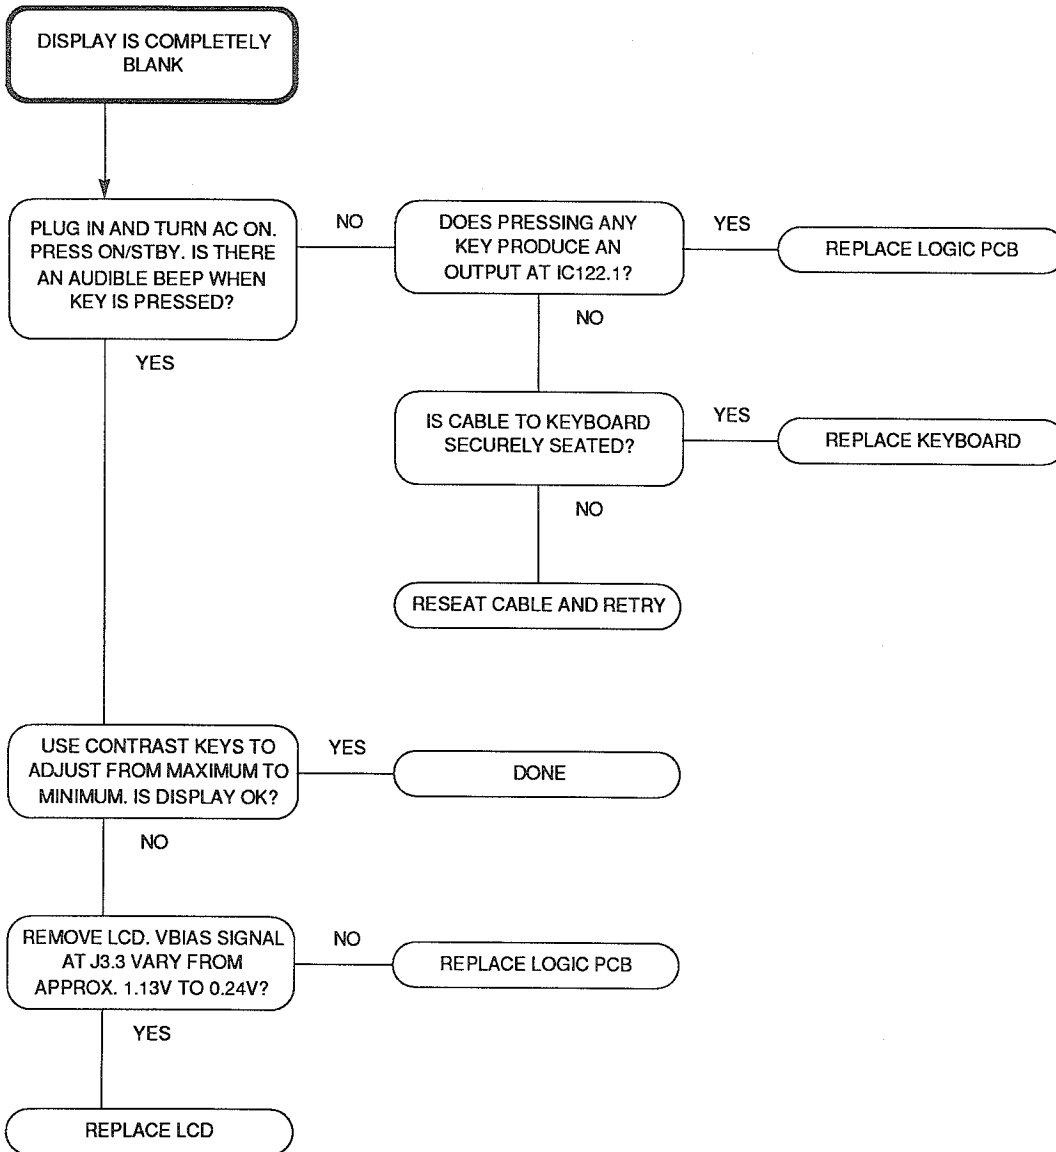 DISPLAY IS COMPLETELY
BLANK
PLUG IN AND TURN AC ON.
PRESS ON/STBY. IS THERE
AN AUDIBLE BEEP WHEN
KEY IS PRESSED?
NO
DOES PRESSING ANY
KEY PRODUCE AN
OUTPUT AT IC122.1?
YES
REPLACE LOGIC PCB
NO
YES
IS CABLE TO KEYBOARD
SECURELY SEATED?
YES
REPLACE KEYBOARD
NO
RESEAT CABLE AND RETRY
USE CONTRAST KEYS TO
ADJUST FROM MAXIMUM TO
MINIMUM. IS DISPLAY OK?
YES
DONE
NO
REMOVE LCD. VBIAS SIGNAL
AT J3.3 VARY FROM
APPROX. 1.13V TO 0.24V?
NO
REPLACE LOGIC PCB
YES
REPLACE LCD